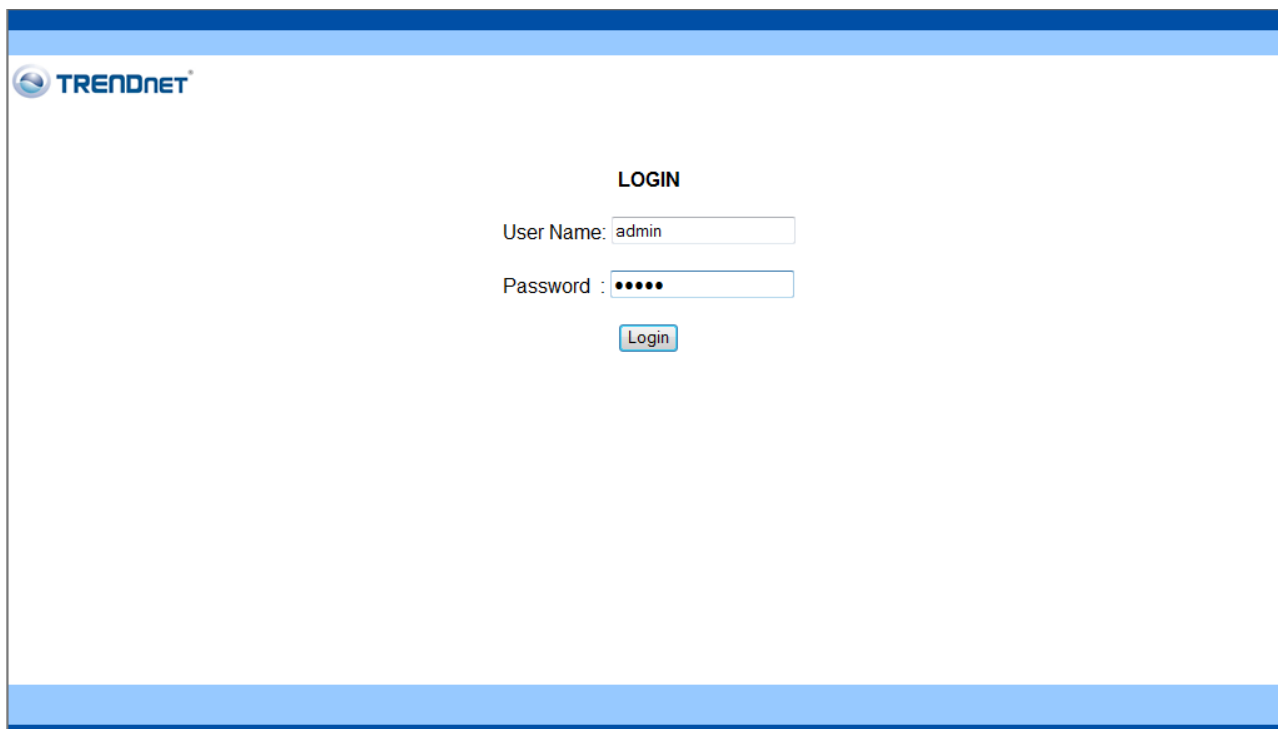 TRENDNET®
LOGIN
User Name: admin
Password : •••••
Login